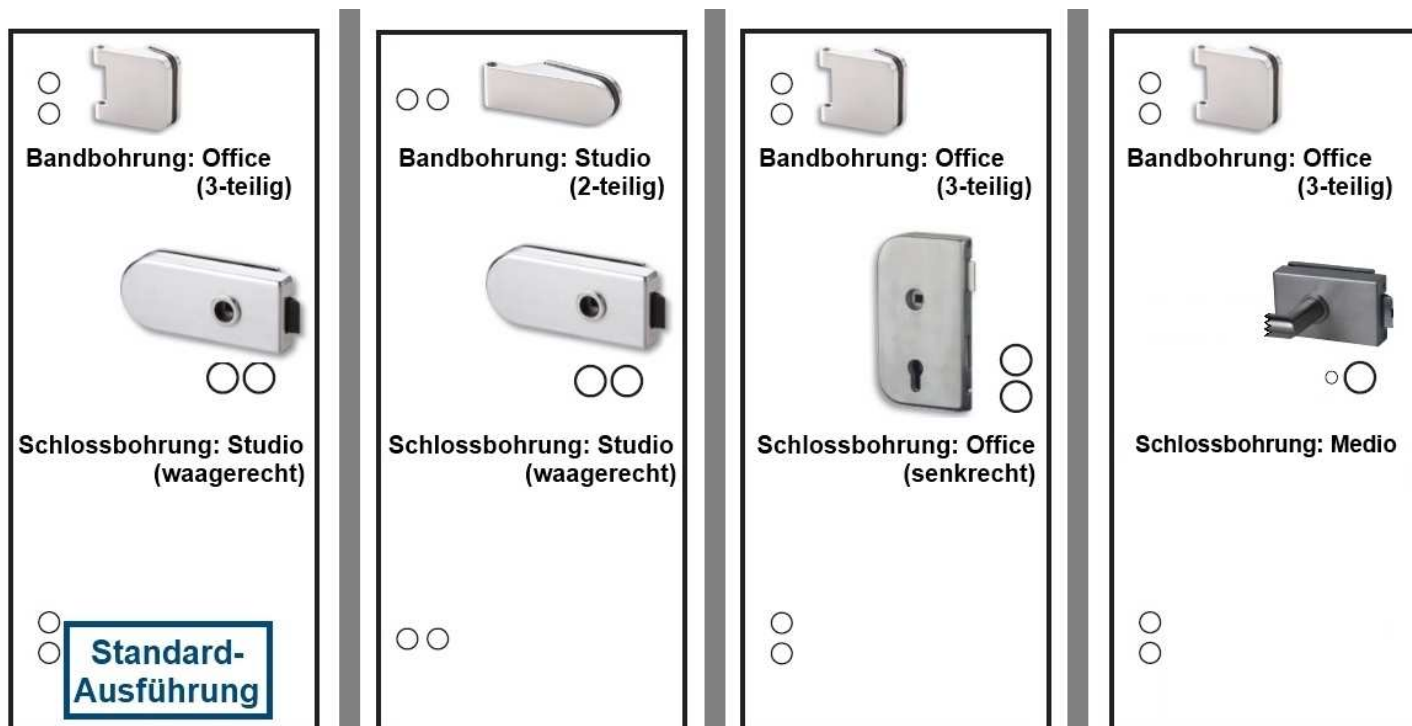 Bandbohrung: Office
(3-teilig)
Schlossbohrung: Studio
(waagerecht)
Standard-
Ausführung
Bandbohrung: Studio
(2-teilig)
Schlossbohrung: Studio
(waagerecht)
Bandbohrung: Office
(3-teilig)
Schlossbohrung: Office
(senkrecht)
Bandbohrung: Office
(3-teilig)
Schlossbohrung: Medio